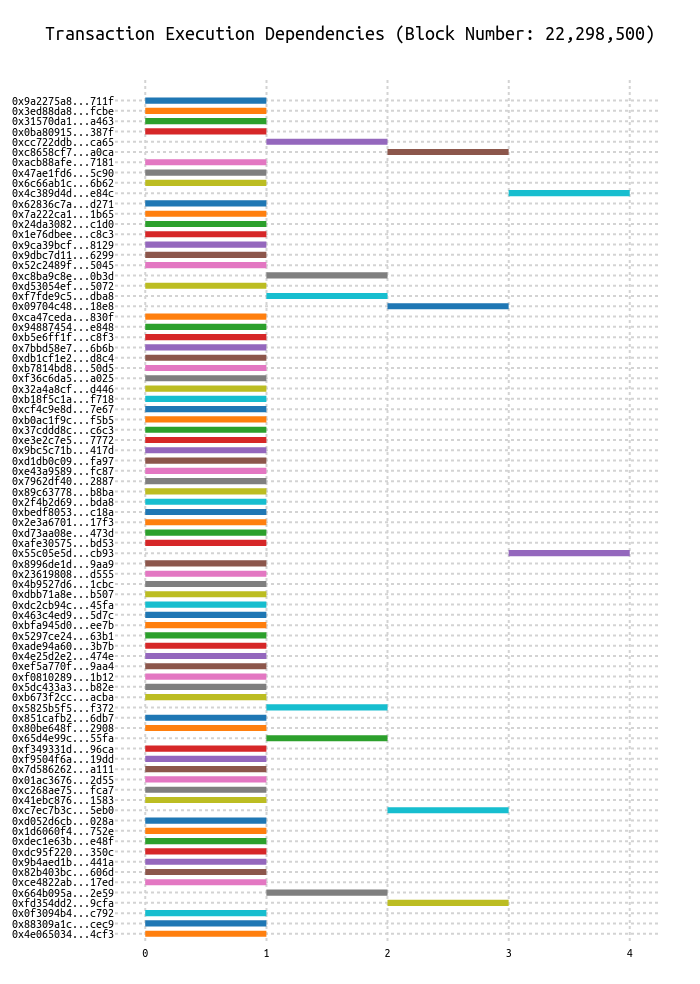 Transaction Execution Dependencies (Block Number: 22,298,500)
0x9a2275a8...711f
0x3ed88da8...fcbe
0x31570da1...a463
0x0ba80915...387f
0xcc722ddb...ca65
0xc8658cf7...a0ca
0xacb88afe...7181
0x47ae1fd6...5c90
0x6c66ab1c...6b62
0x4c389d4d...e84c
0x62836c7a...d271
0x7a222ca1...1b65
0x24da3082...c1d0
0x1e76dbee...c8c3
0x9ca39bcf...8129
0x9dbc7d11...6299
0x52c2489f...5045
0xc8ba9c8e...0b3d
0xd53054ef...5072
0xf7fde9c5...dba8
0x09704c48...18e8
0xca47ceda...830f
0x94887454...e848
0xb5e6ff1f...c8f3
0x7bbd58e7...6b6b
0xdb1cf1e2...d8c4
0xb7814bd8...50d5
0xf36c6da5...a025
0x32a4a8cf...d446
0xb18f5c1a...f718
0xcf4c9e8d...7e67
0xb0ac1f9c...f5b5
0x37cddd8c...c6c3
0xe3e2c7e5...7772
0x9bc5c71b...417d
0xd1db0c09...fa97
0xe43a9589...fc87
0x7962df40...2887
0x89c63778...b8ba
0x2f4b2d69...bda8
0xbedf8053...c18a
0x2e3a6701...17f3
0xd73aa08e...473d
0xafe30575...bd53
0x55c05e5d...cb93
0x8996de1d...9aa9
0x23619808...d555
0x4b9527d6...1cbc
0xdbb71a8e...b507
0xdc2cb94c...45fa
0x463c4ed9...5d7c
0xbfa945d0...ee7b
0x5297ce24...63b1
0xade94a60...3b7b
0x4e25d2e2...474e
0xef5a770f...9aa4
0xf0810289...1b12
0x5dc433a3...b82e
0xb673f2cc...acba
0x5825b5f5...f372
0x851cafb2...6db7
0x80be648f...2908
0x65d4e99c...55fa
0xf349331d...96ca
0xf9504f6a...19dd
0x7d586262...a111
0x01ac3676...2d55
0xc268ae75...fca7
0x41ebc876...1583
0xc7ec7b3c...5eb0
0xd052d6cb...028a
0x1d6060f4...752e
0xdec1e63b...e48f
0xdc95f220...350c
0x9b4aed1b...441a
0x82b403bc...606d
0xce4822ab...17ed
0x664b095a...2e59
0xfd354dd2...9cfa
0x0f3094b4...c792
0x88309a1c...cec9
0x4e065034...4cf3
0 1 2 3 4